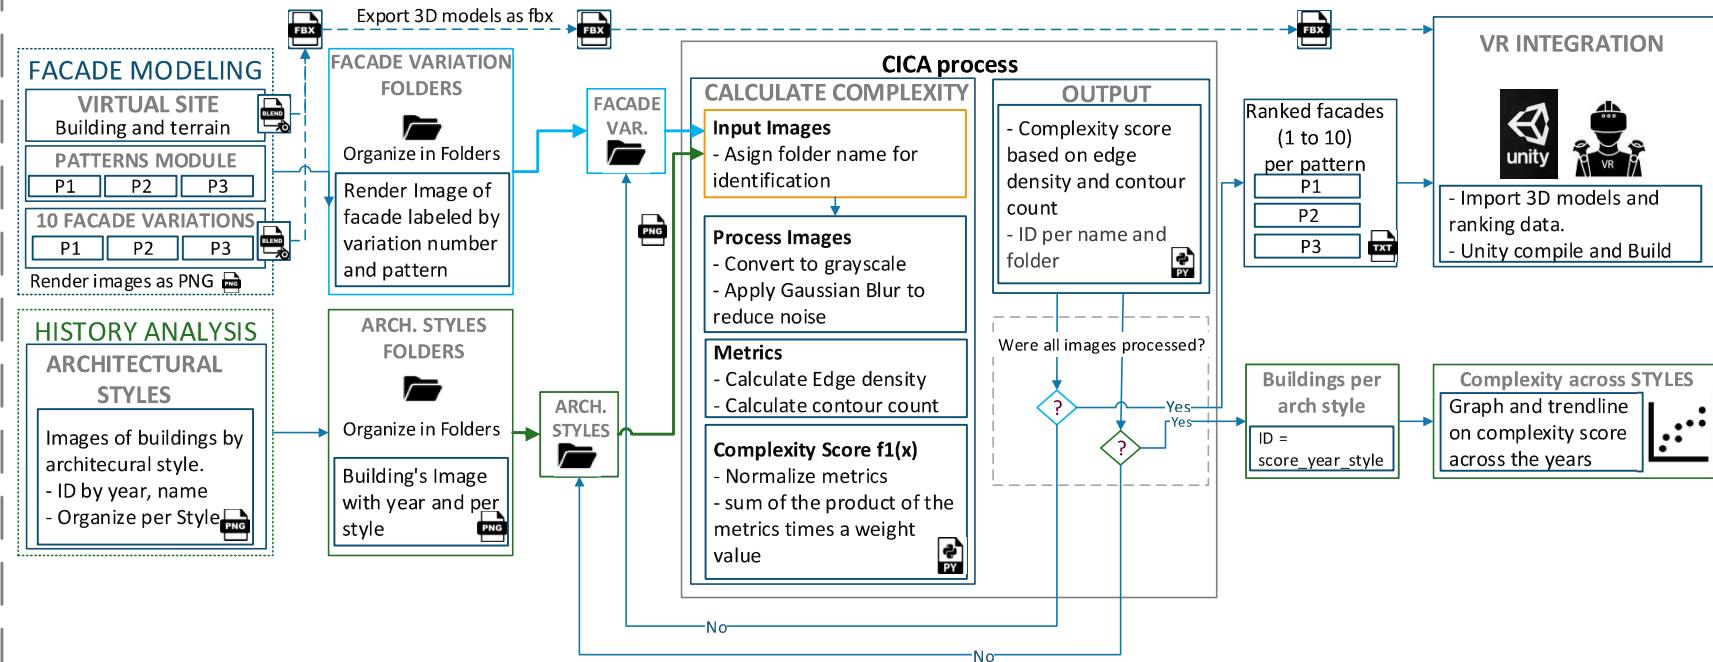 Export 3D models as fbx
FBX
FBX
FBX
FACADE MODELING
VIRTUAL SITE
Building and terrain
BLEND
PATTERNS MODULE
P1
P2
P3
10 FACADE VARIATIONS
P1
P2
P3
BLEND
Render images as PNG
PNG
FACADE VARIATION
FOLDERS
Organize in Folders
Render Image of
facade labeled by
variation number
and pattern
FACADE
VAR.
PNG
HISTORY ANALYSIS
ARCHITECTURAL
STYLES
Images of buildings by
architecural style.
- ID by year, name
- Organize per Style
PNG
ARCH. STYLES
FOLDERS
Organize in Folders
Building's Image
with year and per
style
PNG
ARCH.
STYLES
CICA process
CALCULATE COMPLEXITY
Input Images
- Asign folder name for
identification
Process Images
- Convert to grayscale
- Apply Gaussian Blur to
reduce noise
Metrics
- Calculate Edge density
- Calculate contour count
Complexity Score f1(x)
- Normalize metrics
- sum of the product of the
metrics times a weight
value
PY
OUTPUT
- Complexity score
based on edge
density and contour
count
- ID per name and
folder
PY
Were all images processed?
?
?
Yes
Yes
No
No
Ranked facades
(1 to 10)
per pattern
P1
P2
P3
TXT
VR INTEGRATION
unity
VR
- Import 3D models and
ranking data.
- Unity compile and Build
Buildings per
arch style
ID =
score_year_style
Complexity across STYLES
Graph and trendline
on complexity score
across the years